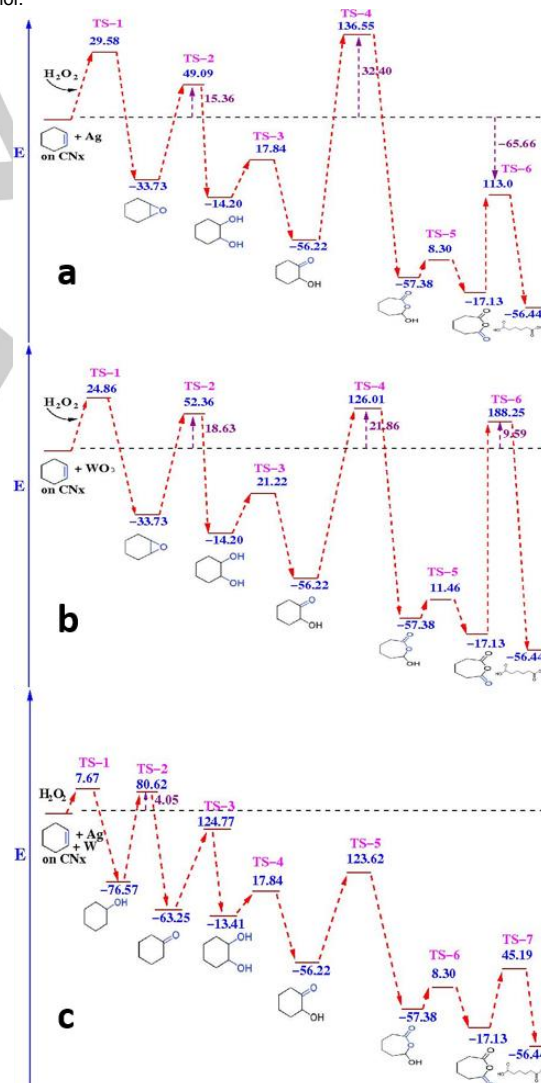 nor.
TS-4
136.55
TS-1
29.58
TS-2
49.09
H₂O₂
15.36
32.40
TS-3
17.84
+ Ag
on CNx
-65.66
TS-6
113.0
E
-33.73
O
-14.20
OH
OH
-56.22
O
OH
TS-5
8.30
-57.38
O
O
OH
-17.13
O
O
O
-56.44
a
TS-1
24.86
TS-2
52.36
TS-4
126.01
TS-6
188.25
H₂O₂
18.63
21.86
9.59
TS-3
21.22
+ WO₃
on CNx
E
-33.73
O
-14.20
OH
OH
-56.22
O
OH
TS-5
11.46
-57.38
O
O
OH
-17.13
O
O
O
-56.44
b
TS-1
7.67
TS-2
80.62
H₂O₂
4.05
TS-3
124.77
+ Ag
+ W
on CNx
TS-4
17.84
TS-5
123.62
E
-76.57
OH
-63.25
O
-13.41
OH
OH
-56.22
O
OH
TS-6
8.30
TS-7
45.19
-57.38
O
O
OH
-17.13
O
O
-56.44
c